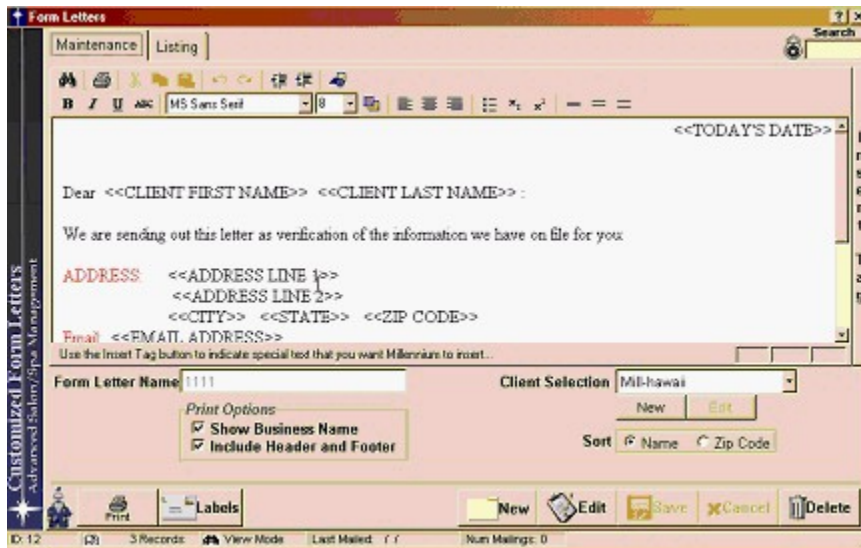 Form Letters
Search
Maintenance Listing
B I U ABC MS Sans Serif 8
<<TODAY'S DATE>>
Dear <<CLIENT FIRST NAME>> <<CLIENT LAST NAME>> :
We are sending out this letter as verification of the information we have on file for you:
ADDRESS: <<ADDRESS LINE 1>>
<<ADDRESS LINE 2>>
<<CITY>> <<STATE>> <<ZIP CODE>>
Email: <<EMAIL ADDRESS>>
Use the Insert Tag button to indicate special text that you want Millennium to insert...
Form Letter Name 1111
Client Selection Mill-hawaii
New Edit
Print Options
Show Business Name
Include Header and Footer
Sort Name Zip Code
Customized Form Letters
Advanced Salon/Spa Management
Print Labels New Edit Save Cancel Delete
ID: 12 3 Records View Mode Last Mailed: / / Num Mailings: 0